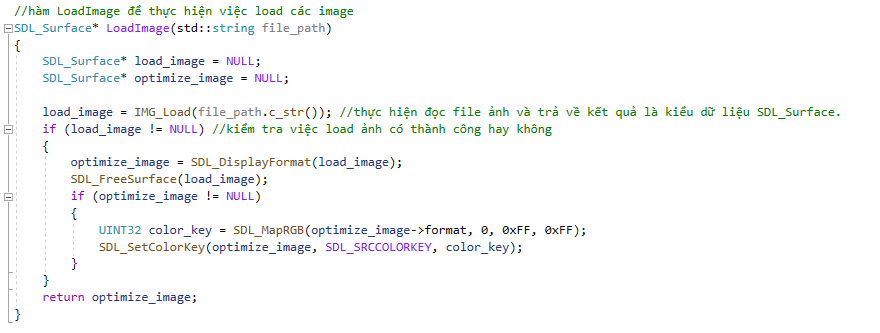 //hàm LoadImage để thực hiện việc load các image
SDL_Surface* LoadImage(std::string file_path)
{
    SDL_Surface* load_image = NULL;
    SDL_Surface* optimize_image = NULL;

    load_image = IMG_Load(file_path.c_str()); //thực hiện đọc file ảnh và trả về kết quả là kiểu dữ liệu SDL_Surface.
    if (load_image != NULL) //kiểm tra việc load ảnh có thành công hay không
    {
        optimize_image = SDL_DisplayFormat(load_image);
        SDL_FreeSurface(load_image);
        if (optimize_image != NULL)
        {
            UINT32 color_key = SDL_MapRGB(optimize_image->format, 0, 0xFF, 0xFF);
            SDL_SetColorKey(optimize_image, SDL_SRCCOLORKEY, color_key);
        }
    }
    return optimize_image;
}